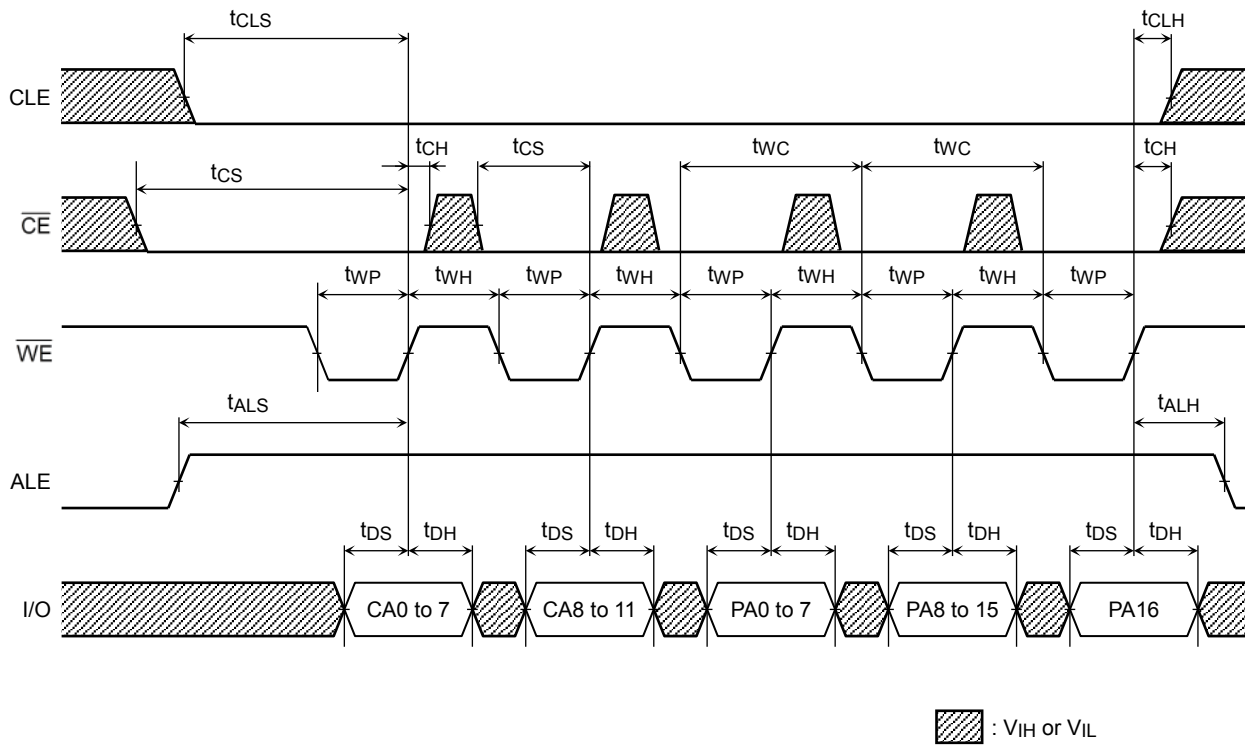 tCLS
tCLH
CLE
tCH
tCS
tWC
tWC
tCH
tCS
CE
tWP
tWH
tWP
tWH
tWP
tWH
tWP
tWH
tWP
WE
tALS
tALH
ALE
tDS
tDH
tDS
tDH
tDS
tDH
tDS
tDH
tDS
tDH
I/O
CA0 to 7
CA8 to 11
PA0 to 7
PA8 to 15
PA16
: VIH or VIL